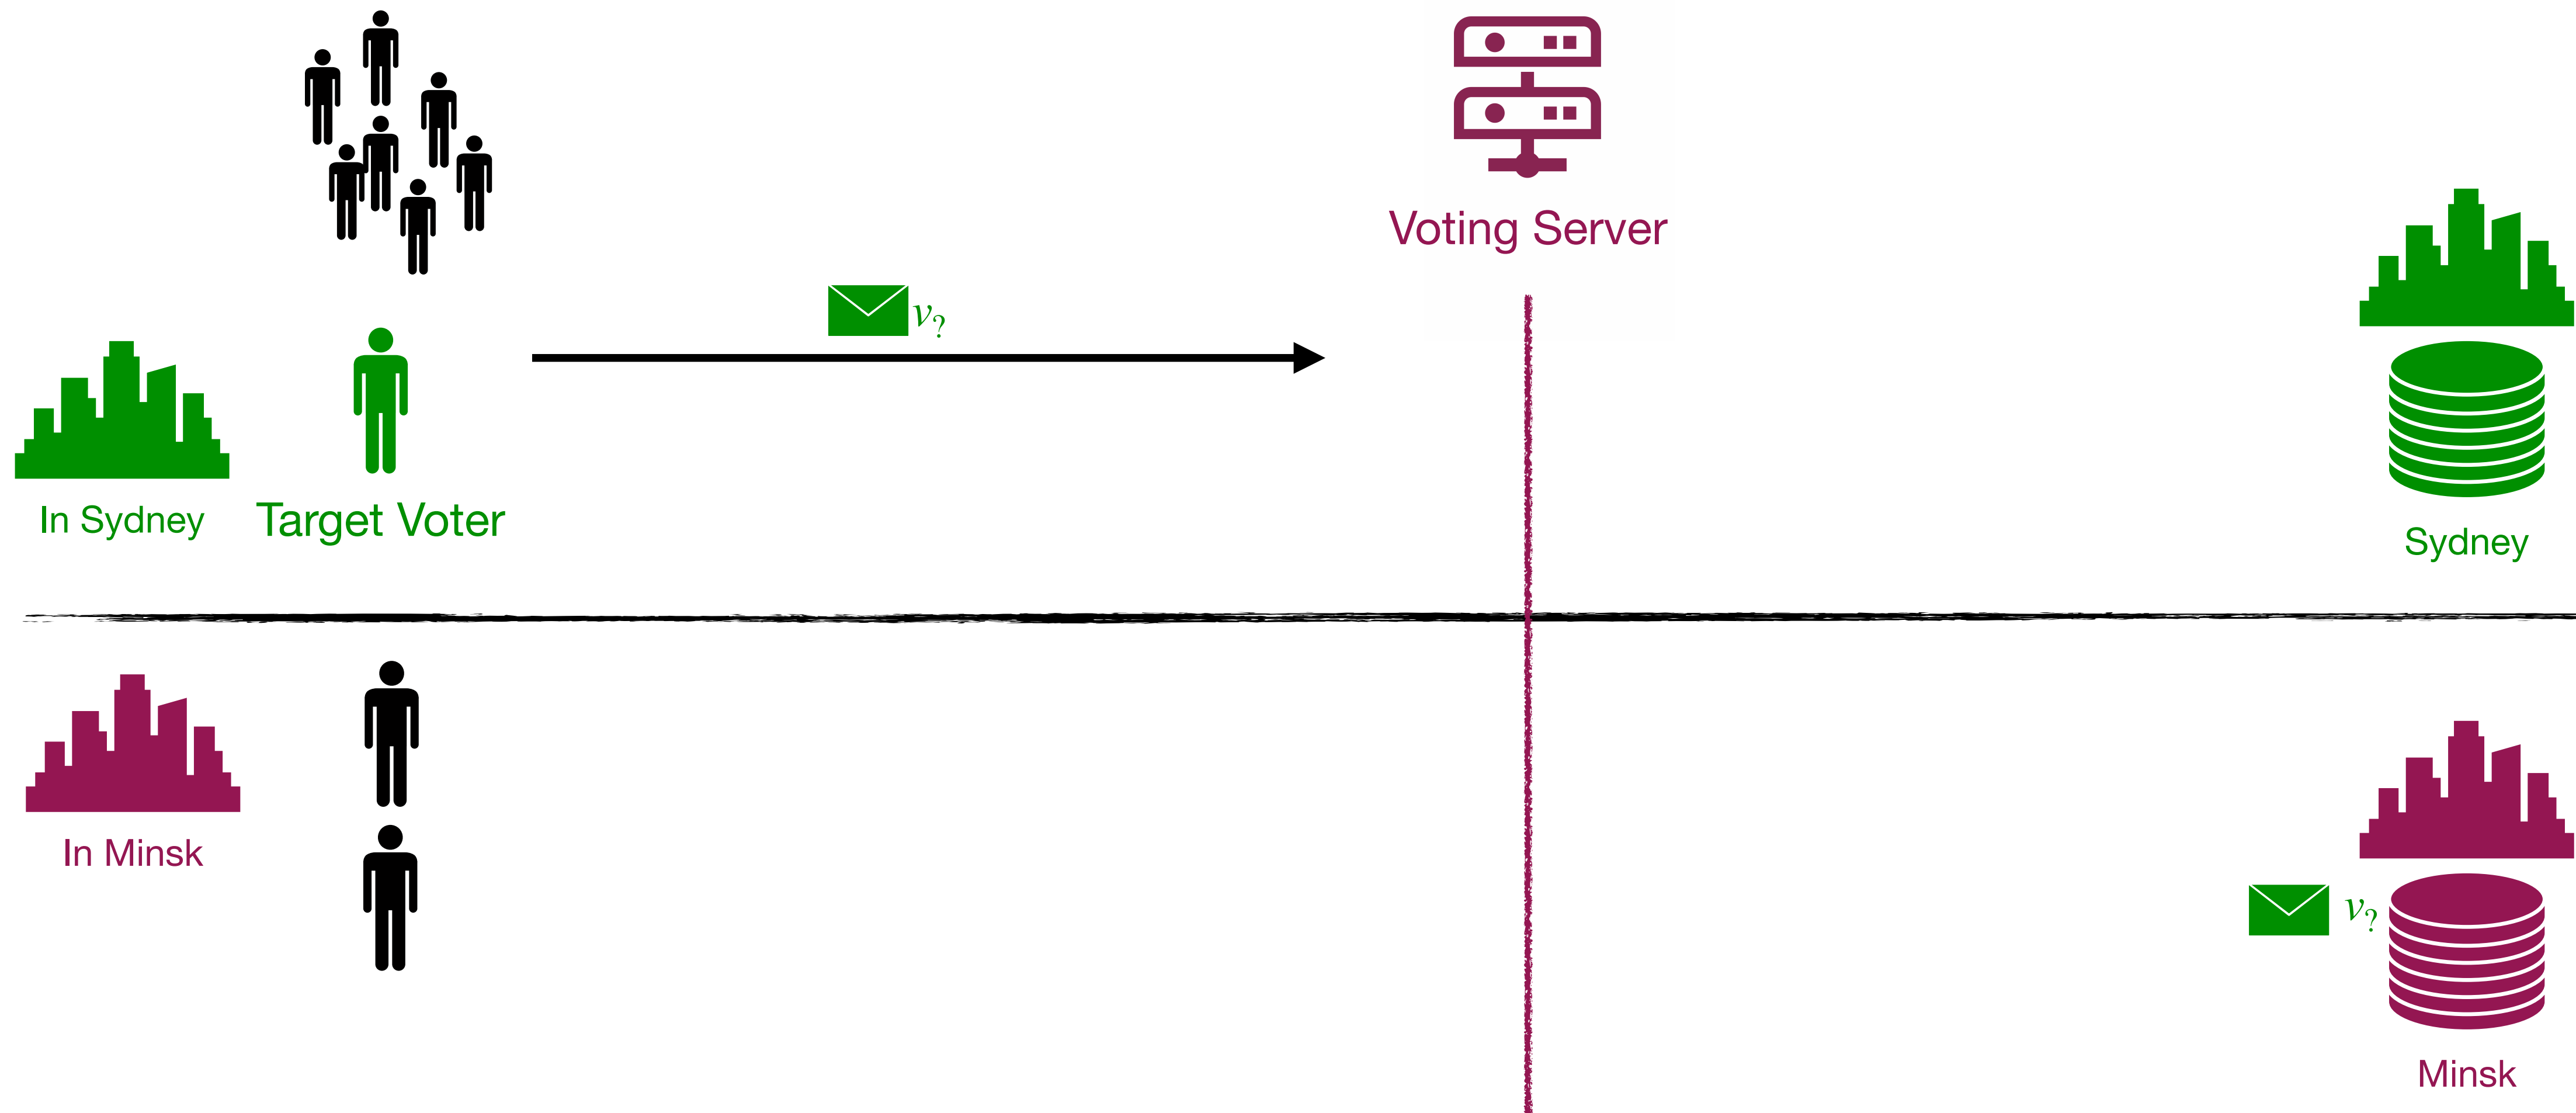 Voting Server
v?
In Sydney
Target Voter
Sydney
In Minsk
v?
Minsk